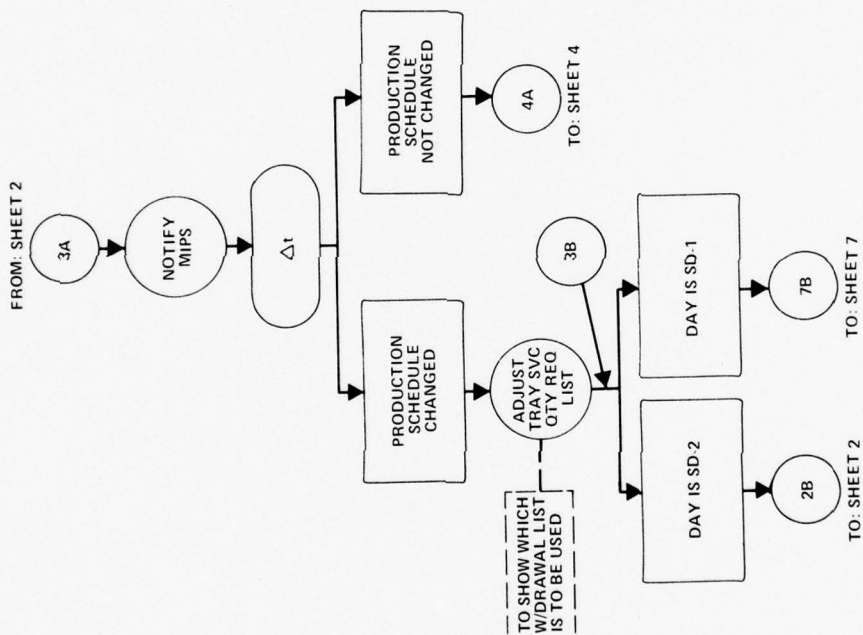 FROM: SHEET 2
3A
NOTIFY
MIPS
Δt
PRODUCTION
SCHEDULE
CHANGED
PRODUCTION
SCHEDULE
NOT CHANGED
4A
TO: SHEET 4
ADJUST
TRAY SVC
QTY REQ
LIST
TO SHOW WHICH
W/DRAWAL LIST
IS TO BE USED
3B
DAY IS SD-2
DAY IS SD-1
2B
TO: SHEET 2
7B
TO: SHEET 7